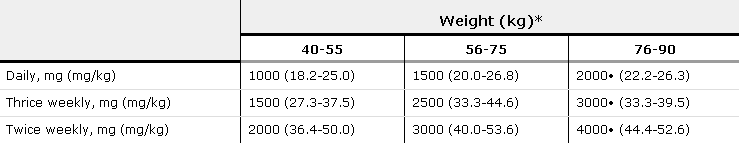 Weight (kg)*
40-55 56-75 76-90
Daily, mg (mg/kg) 1000 (18.2-25.0) 1500 (20.0-26.8) 2000• (22.2-26.3)
Thrice weekly, mg (mg/kg) 1500 (27.3-37.5) 2500 (33.3-44.6) 3000• (33.3-39.5)
Twice weekly, mg (mg/kg) 2000 (36.4-50.0) 3000 (40.0-53.6) 4000• (44.4-52.6)